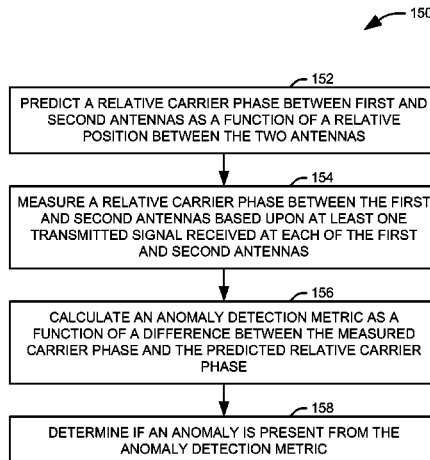 150
152
PREDICT A RELATIVE CARRIER PHASE BETWEEN FIRST AND
SECOND ANTENNAS AS A FUNCTION OF A RELATIVE
POSITION BETWEEN THE TWO ANTENNAS
154
MEASURE A RELATIVE CARRIER PHASE BETWEEN THE FIRST
AND SECOND ANTENNAS BASED UPON AT LEAST ONE
TRANSMITTED SIGNAL RECEIVED AT EACH OF THE FIRST
AND SECOND ANTENNAS
156
CALCULATE AN ANOMALY DETECTION METRIC AS A
FUNCTION OF A DIFFERENCE BETWEEN THE MEASURED
CARRIER PHASE AND THE PREDICTED RELATIVE CARRIER
PHASE
158
DETERMINE IF AN ANOMALY IS PRESENT FROM THE
ANOMALY DETECTION METRIC